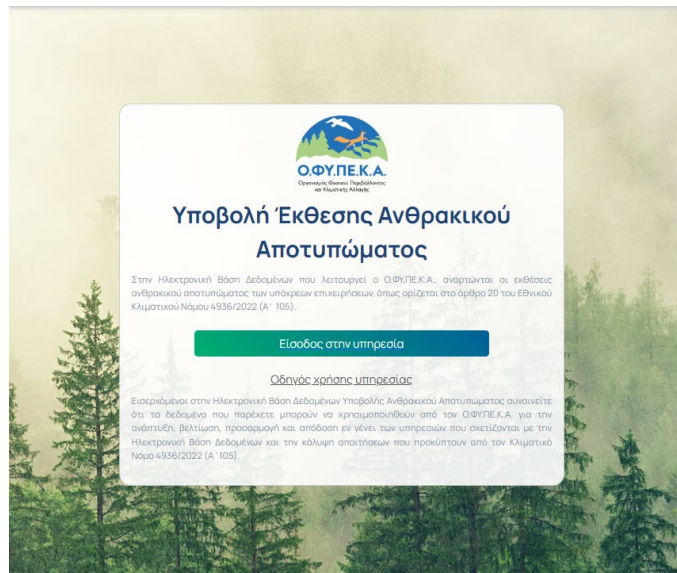 Ο.ΦΥ.ΠΕ.Κ.Α.
Οργανισμός Φυσικού Περιβάλλοντος
και Κλιματικής Αλλαγής
Υποβολή Έκθεσης Ανθρακικού
Αποτυπώματος
Στην Ηλεκτρονική Βάση Δεδομένων που λειτουργεί ο Ο.ΦΥ.ΠΕ.Κ.Α., αναρτώνται οι εκθέσεις
ανθρακικού αποτυπώματος των υπόχρεων επιχειρήσεων, όπως ορίζεται στο άρθρο 20 του Εθνικού
Κλιματικού Νόμου 4936/2022 (Α΄ 105).
Είσοδος στην υπηρεσία
Οδηγός χρήσης υπηρεσίας
Εισερχόμενοι στην Ηλεκτρονική Βάση Δεδομένων Υποβολής Ανθρακικού Αποτυπώματος συναινείτε
ότι τα δεδομένα που παρέχετε μπορούν να χρησιμοποιηθούν από τον Ο.ΦΥ.ΠΕ.Κ.Α. για την
ανάπτυξη, βελτίωση, προσαρμογή και απόδοση εν γένει των υπηρεσιών που σχετίζονται με την
Ηλεκτρονική Βάση Δεδομένων και την κάλυψη απαιτήσεων που προκύπτουν από τον Κλιματικό
Νόμο 4936/2022 (Α΄105).